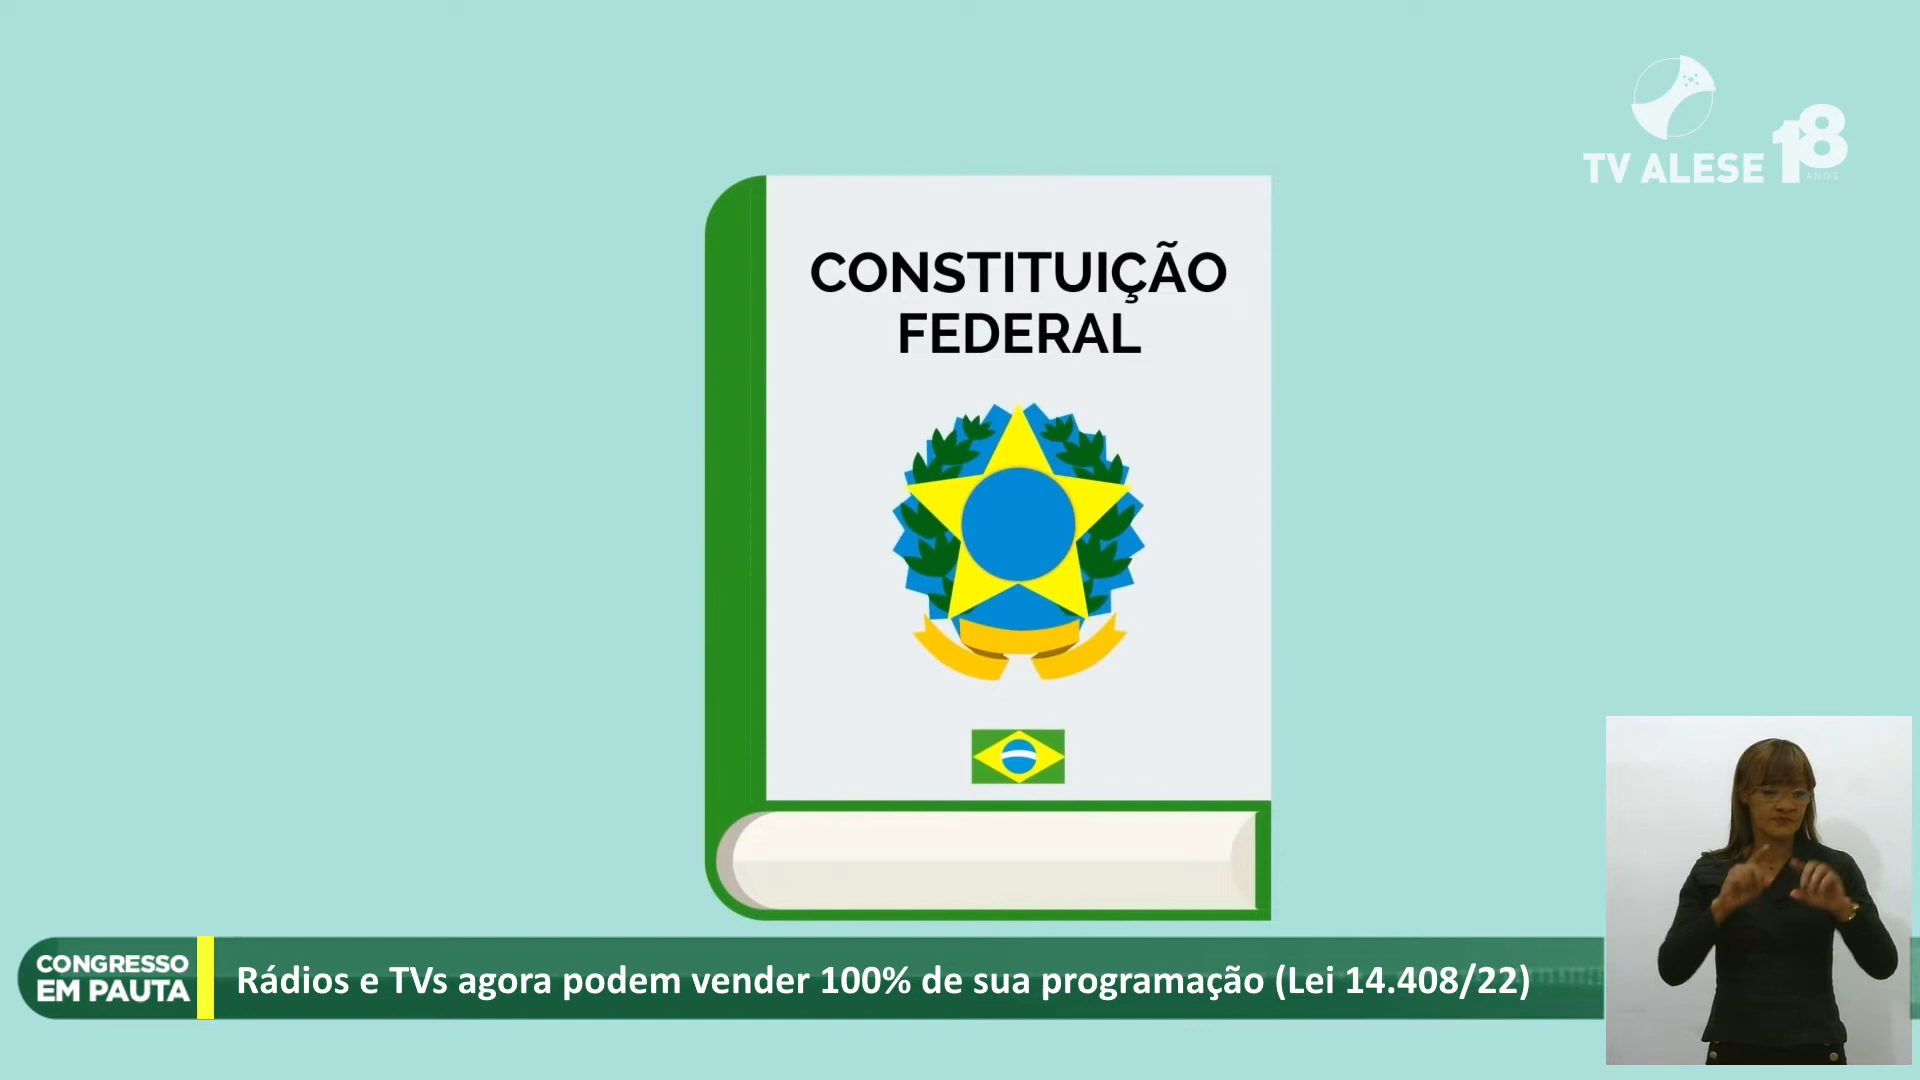 TV ALESE 18
ANOS
CONSTITUIÇÃO
FEDERAL
CONGRESSO
EM PAUTA
Rádios e TVs agora podem vender 100% de sua programação (Lei 14.408/22)